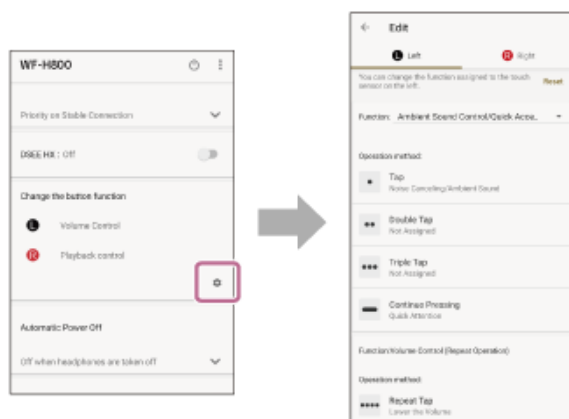 WF-H800
Priority on Stable Connection
DSEE HX : Off
Change the button function
L Volume Control
R Playback control
Automatic Power Off
Off when headphones are taken off
Edit
L Left R Right
You can change the function assigned to the touch
sensor on the left. Reset
Function: Ambient Sound Control/Quick Acce..
Operation method:
Tap
Noise Canceling/Ambient Sound
Double Tap
Not Assigned
Triple Tap
Not Assigned
Continue Pressing
Quick Attention
Function:Volume Control (Repeat Operation)
Operation method:
Repeat Tap
Lower the Volume